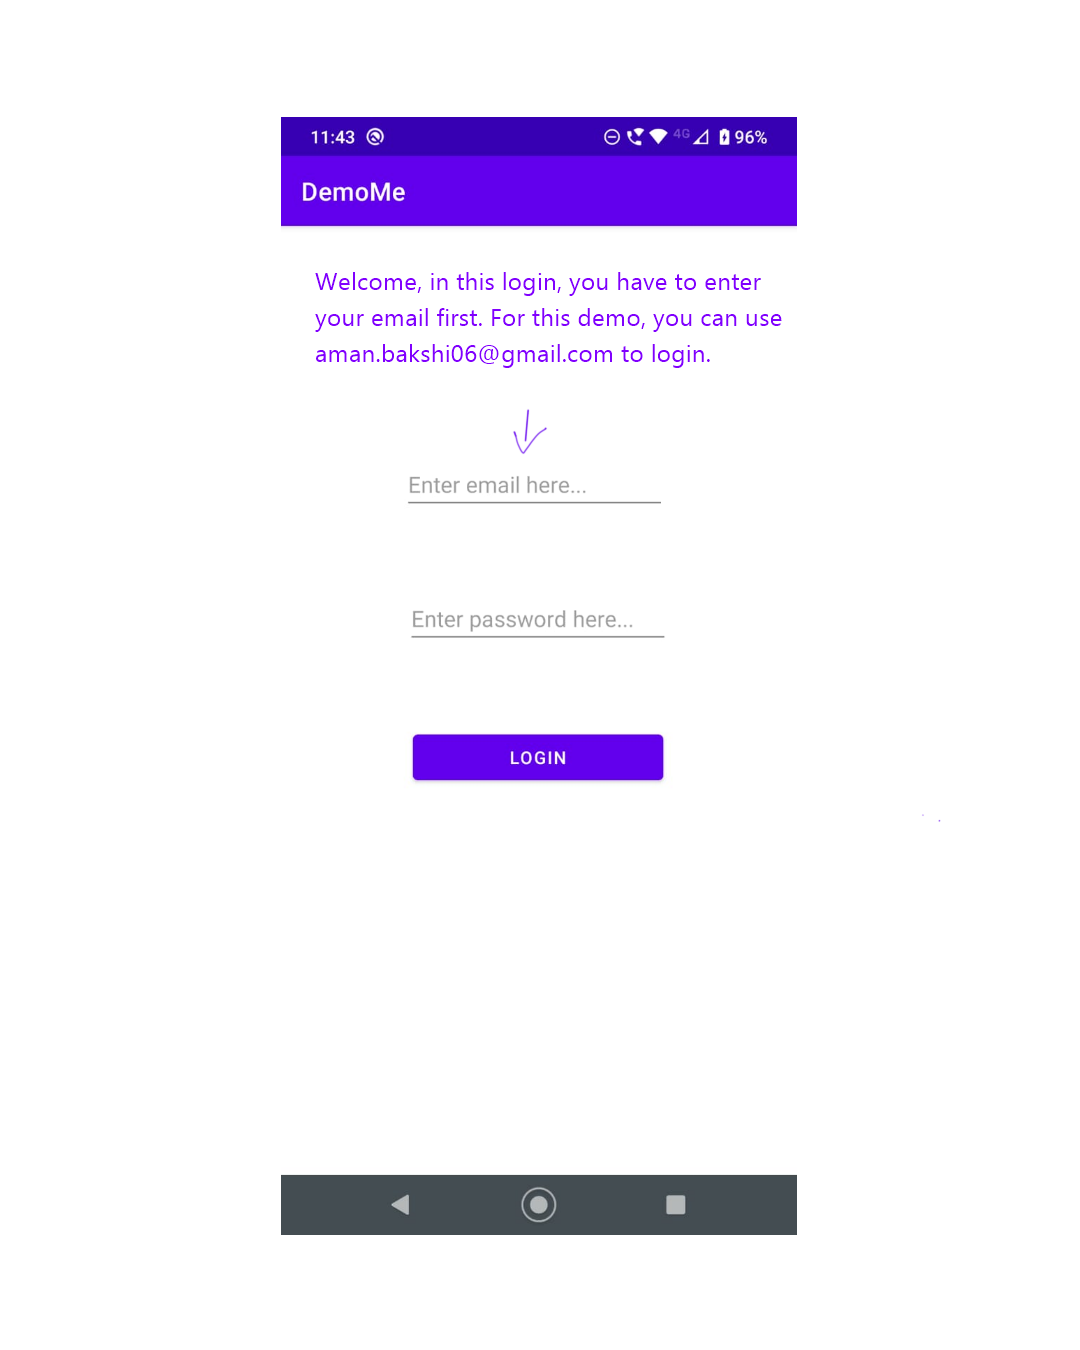 11:43 4G 96%
DemoMe
Welcome, in this login, you have to enter
your email first. For this demo, you can use
aman.bakshi06@gmail.com to login.
Enter email here...
Enter password here...
LOGIN